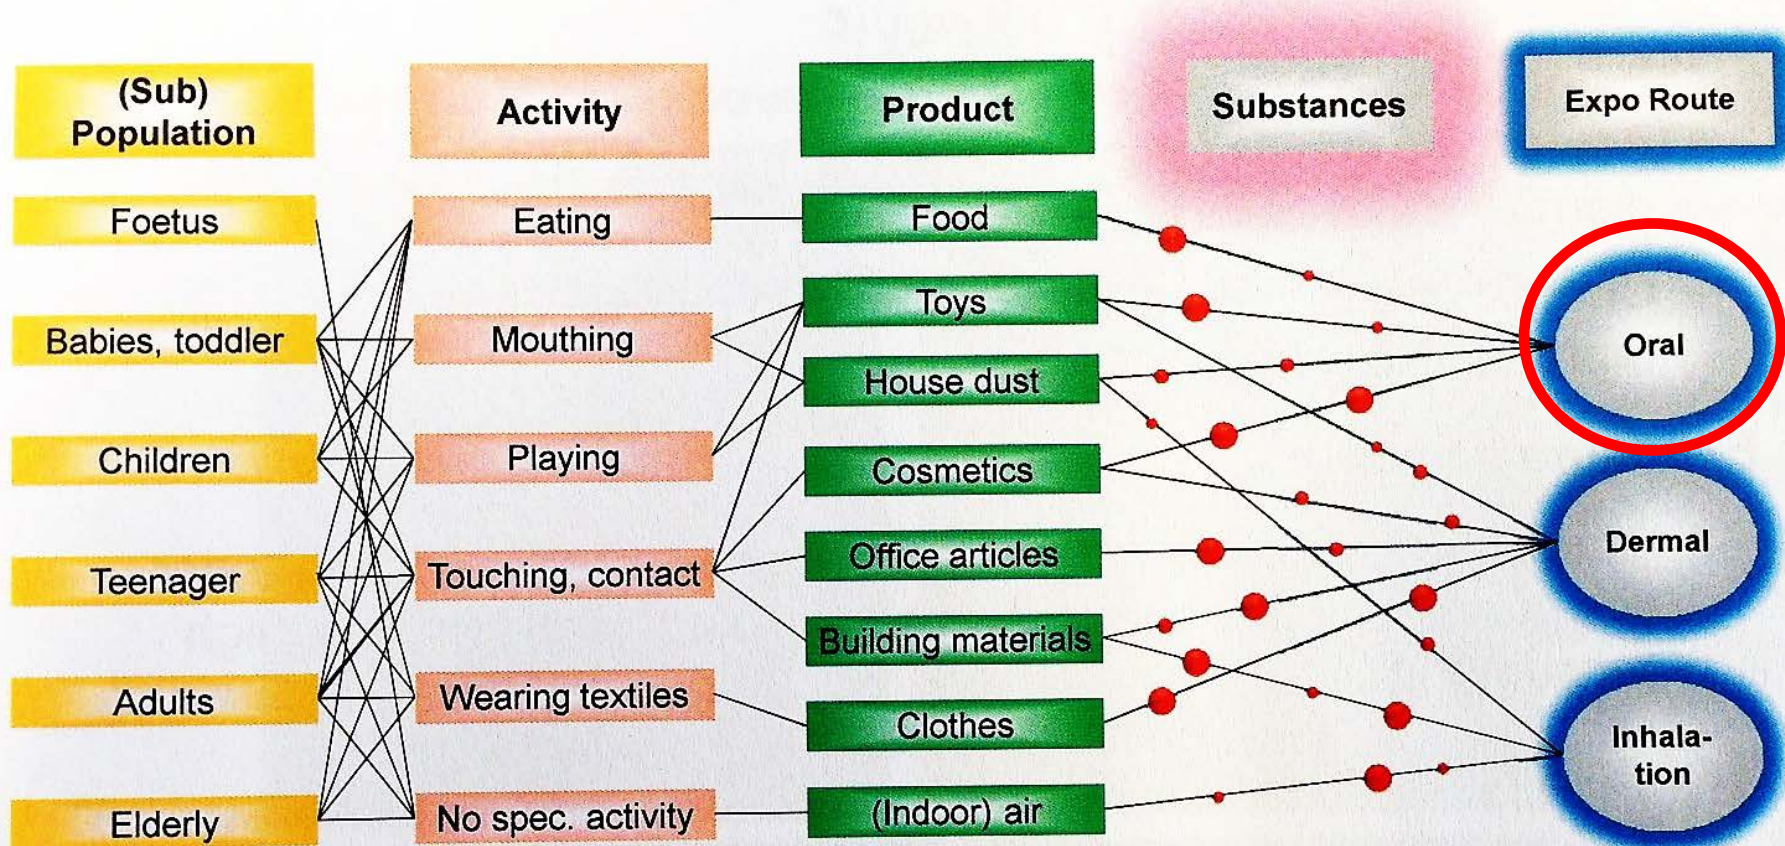 (Sub)
Population
Activity
Product
Substances
Expo Route
Foetus
Eating
Food
Babies, toddler
Mouthing
Toys
House dust
Oral
Children
Playing
Cosmetics
Teenager
Touching, contact
Office articles
Dermal
Building materials
Adults
Wearing textiles
Clothes
Inhala-
tion
Elderly
No spec. activity
(Indoor) air